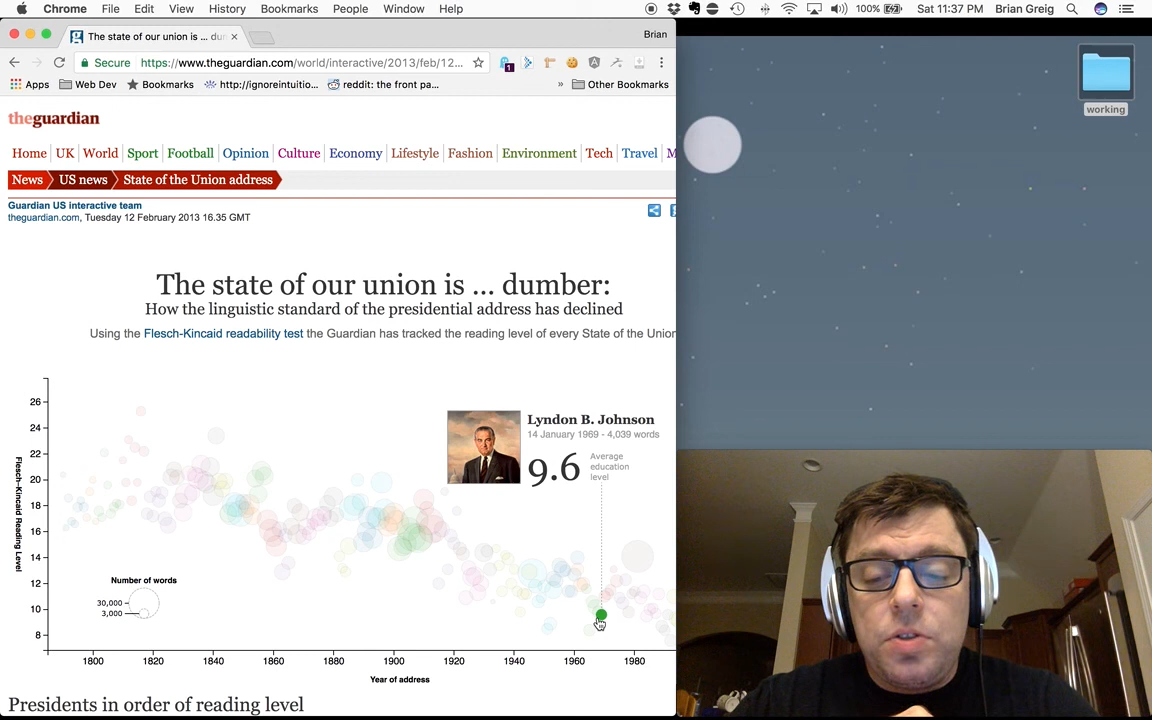 Chrome File Edit View History Bookmarks People Window Help 100% Sat 11:37 PM Brian Greig
The state of our union is ... dum Brian
Secure https://www.theguardian.com/world/interactive/2013/feb/12... 1
Apps Web Dev Bookmarks http://ignoreintuitio... reddit: the front pa... » Other Bookmarks
working
theguardian
Home UK World Sport Football Opinion Culture Economy Lifestyle Fashion Environment Tech Travel M
News US news State of the Union address
Guardian US interactive team
theguardian.com, Tuesday 12 February 2013 16.35 GMT
The state of our union is ... dumber:
How the linguistic standard of the presidential address has declined
Using the Flesch-Kincaid readability test the Guardian has tracked the reading level of every State of the Union
26
24
22
20
18
16
14
12
10
8
Flesch-Kincaid Reading Level
Lyndon B. Johnson
14 January 1969 - 4,039 words
9.6 Average
education
level
Number of words
30,000
3,000
1800 1820 1840 1860 1880 1900 1920 1940 1960 1980
Year of address
Presidents in order of reading level